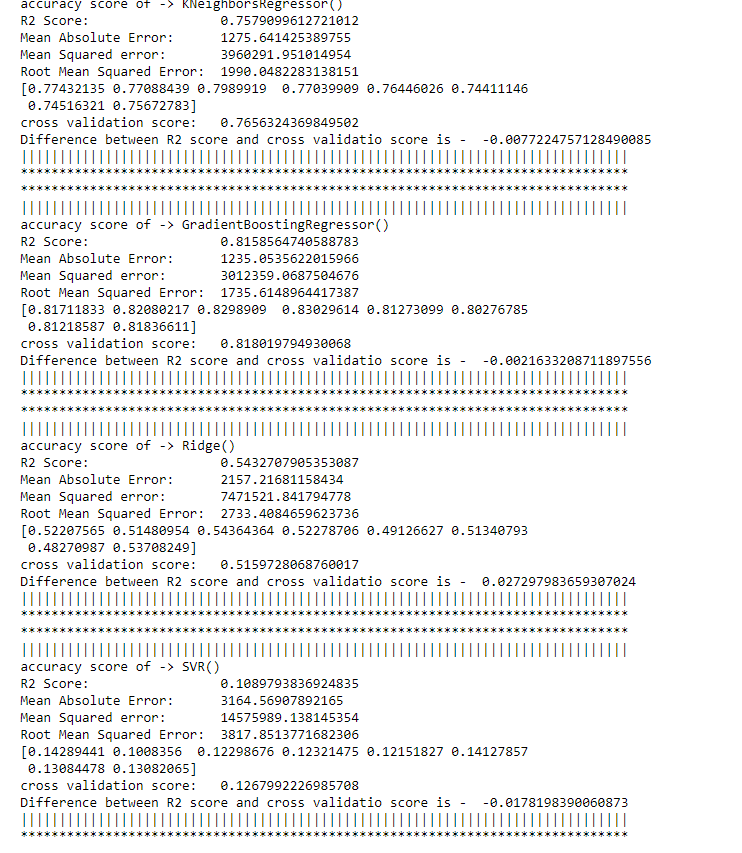 accuracy score of -> KNeighborsRegressor()
R2 Score:                 0.7579099612721012
Mean Absolute Error:      1275.641425389755
Mean Squared error:       3960291.951014954
Root Mean Squared Error:  1990.0482283138151
[0.77432135 0.77088439 0.7989919  0.77039909 0.76446026 0.74411146
 0.74516321 0.75672783]
cross validation score:   0.7656324369849502
Difference between R2 score and cross validatio score is -  -0.0077224757128490085
|||||||||||||||||||||||||||||||||||||||||||||||||||||||||||||||||||||||||||||||
*******************************************************************************
*******************************************************************************
|||||||||||||||||||||||||||||||||||||||||||||||||||||||||||||||||||||||||||||||
accuracy score of -> GradientBoostingRegressor()
R2 Score:                 0.8158564740588783
Mean Absolute Error:      1235.0535622015966
Mean Squared error:       3012359.0687504676
Root Mean Squared Error:  1735.6148964417387
[0.81711833 0.82080217 0.8298909  0.83029614 0.81273099 0.80276785
 0.81218587 0.81836611]
cross validation score:   0.818019794930068
Difference between R2 score and cross validatio score is -  -0.0021633208711897556
|||||||||||||||||||||||||||||||||||||||||||||||||||||||||||||||||||||||||||||||
*******************************************************************************
*******************************************************************************
|||||||||||||||||||||||||||||||||||||||||||||||||||||||||||||||||||||||||||||||
accuracy score of -> Ridge()
R2 Score:                 0.5432707905353087
Mean Absolute Error:      2157.21681158434
Mean Squared error:       7471521.841794778
Root Mean Squared Error:  2733.4084659623736
[0.52207565 0.51480954 0.54364364 0.52278706 0.49126627 0.51340793
 0.48270987 0.53708249]
cross validation score:   0.5159728068760017
Difference between R2 score and cross validatio score is -  0.027297983659307024
|||||||||||||||||||||||||||||||||||||||||||||||||||||||||||||||||||||||||||||||
*******************************************************************************
*******************************************************************************
|||||||||||||||||||||||||||||||||||||||||||||||||||||||||||||||||||||||||||||||
accuracy score of -> SVR()
R2 Score:                 0.1089793836924835
Mean Absolute Error:      3164.56907892165
Mean Squared error:       14575989.138145354
Root Mean Squared Error:  3817.8513771682306
[0.14289441 0.1008356  0.12298676 0.12321475 0.12151827 0.14127857
 0.13084478 0.13082065]
cross validation score:   0.1267992226985708
Difference between R2 score and cross validatio score is -  -0.0178198390060873
|||||||||||||||||||||||||||||||||||||||||||||||||||||||||||||||||||||||||||||||
*******************************************************************************